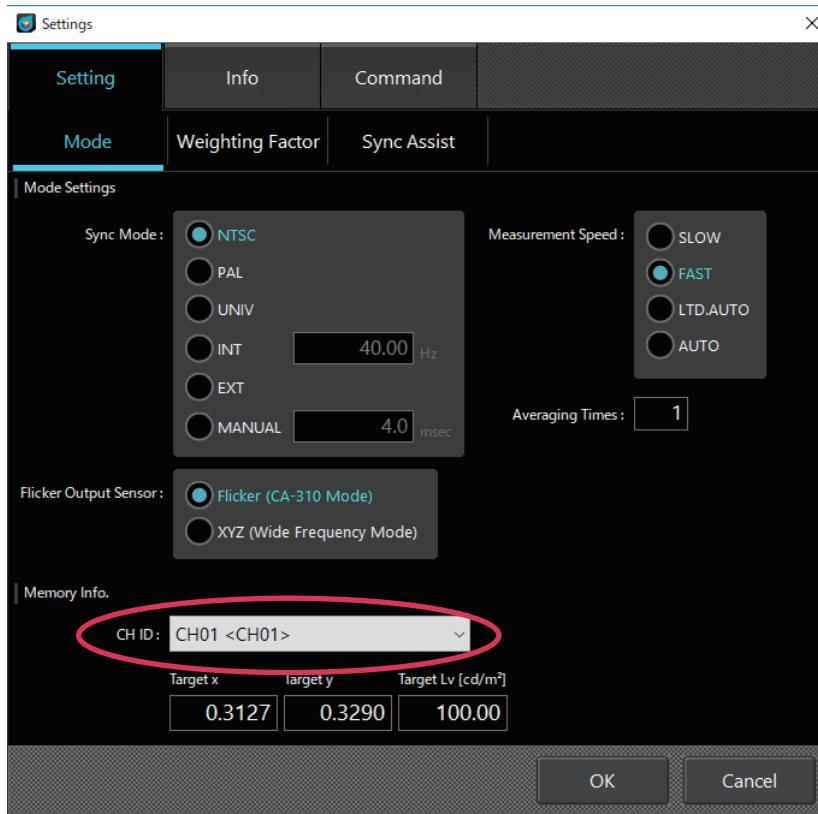 Settings
Setting Info Command
Mode Weighting Factor Sync Assist
Mode Settings
Sync Mode : NTSC
PAL
UNIV
INT 40.00 Hz
EXT
MANUAL 4.0 msec
Measurement Speed : SLOW
FAST
LTD.AUTO
AUTO
Averaging Times : 1
Flicker Output Sensor : Flicker (CA-310 Mode)
XYZ (Wide Frequency Mode)
Memory Info.
CH ID : CH01 <CH01>
Target x Target y Target Lv [cd/m²]
0.3127 0.3290 100.00
OK Cancel